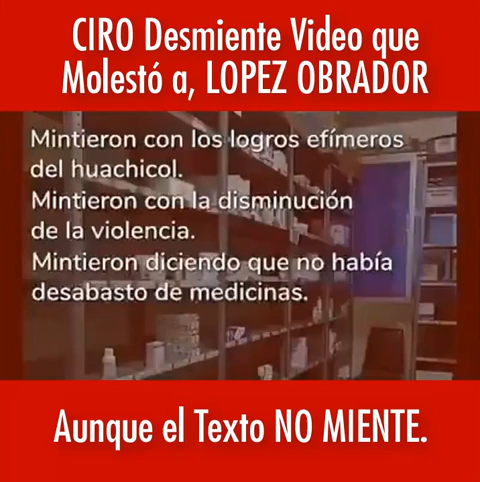 CIRO Desmiente Video que
Molestó a, LOPEZ OBRADOR
Mintieron con los logros efímeros
del huachicol.
Mintieron con la disminución
de la violencia.
Mintieron diciendo que no había
desabasto de medicinas.
Aunque el Texto NO MIENTE.